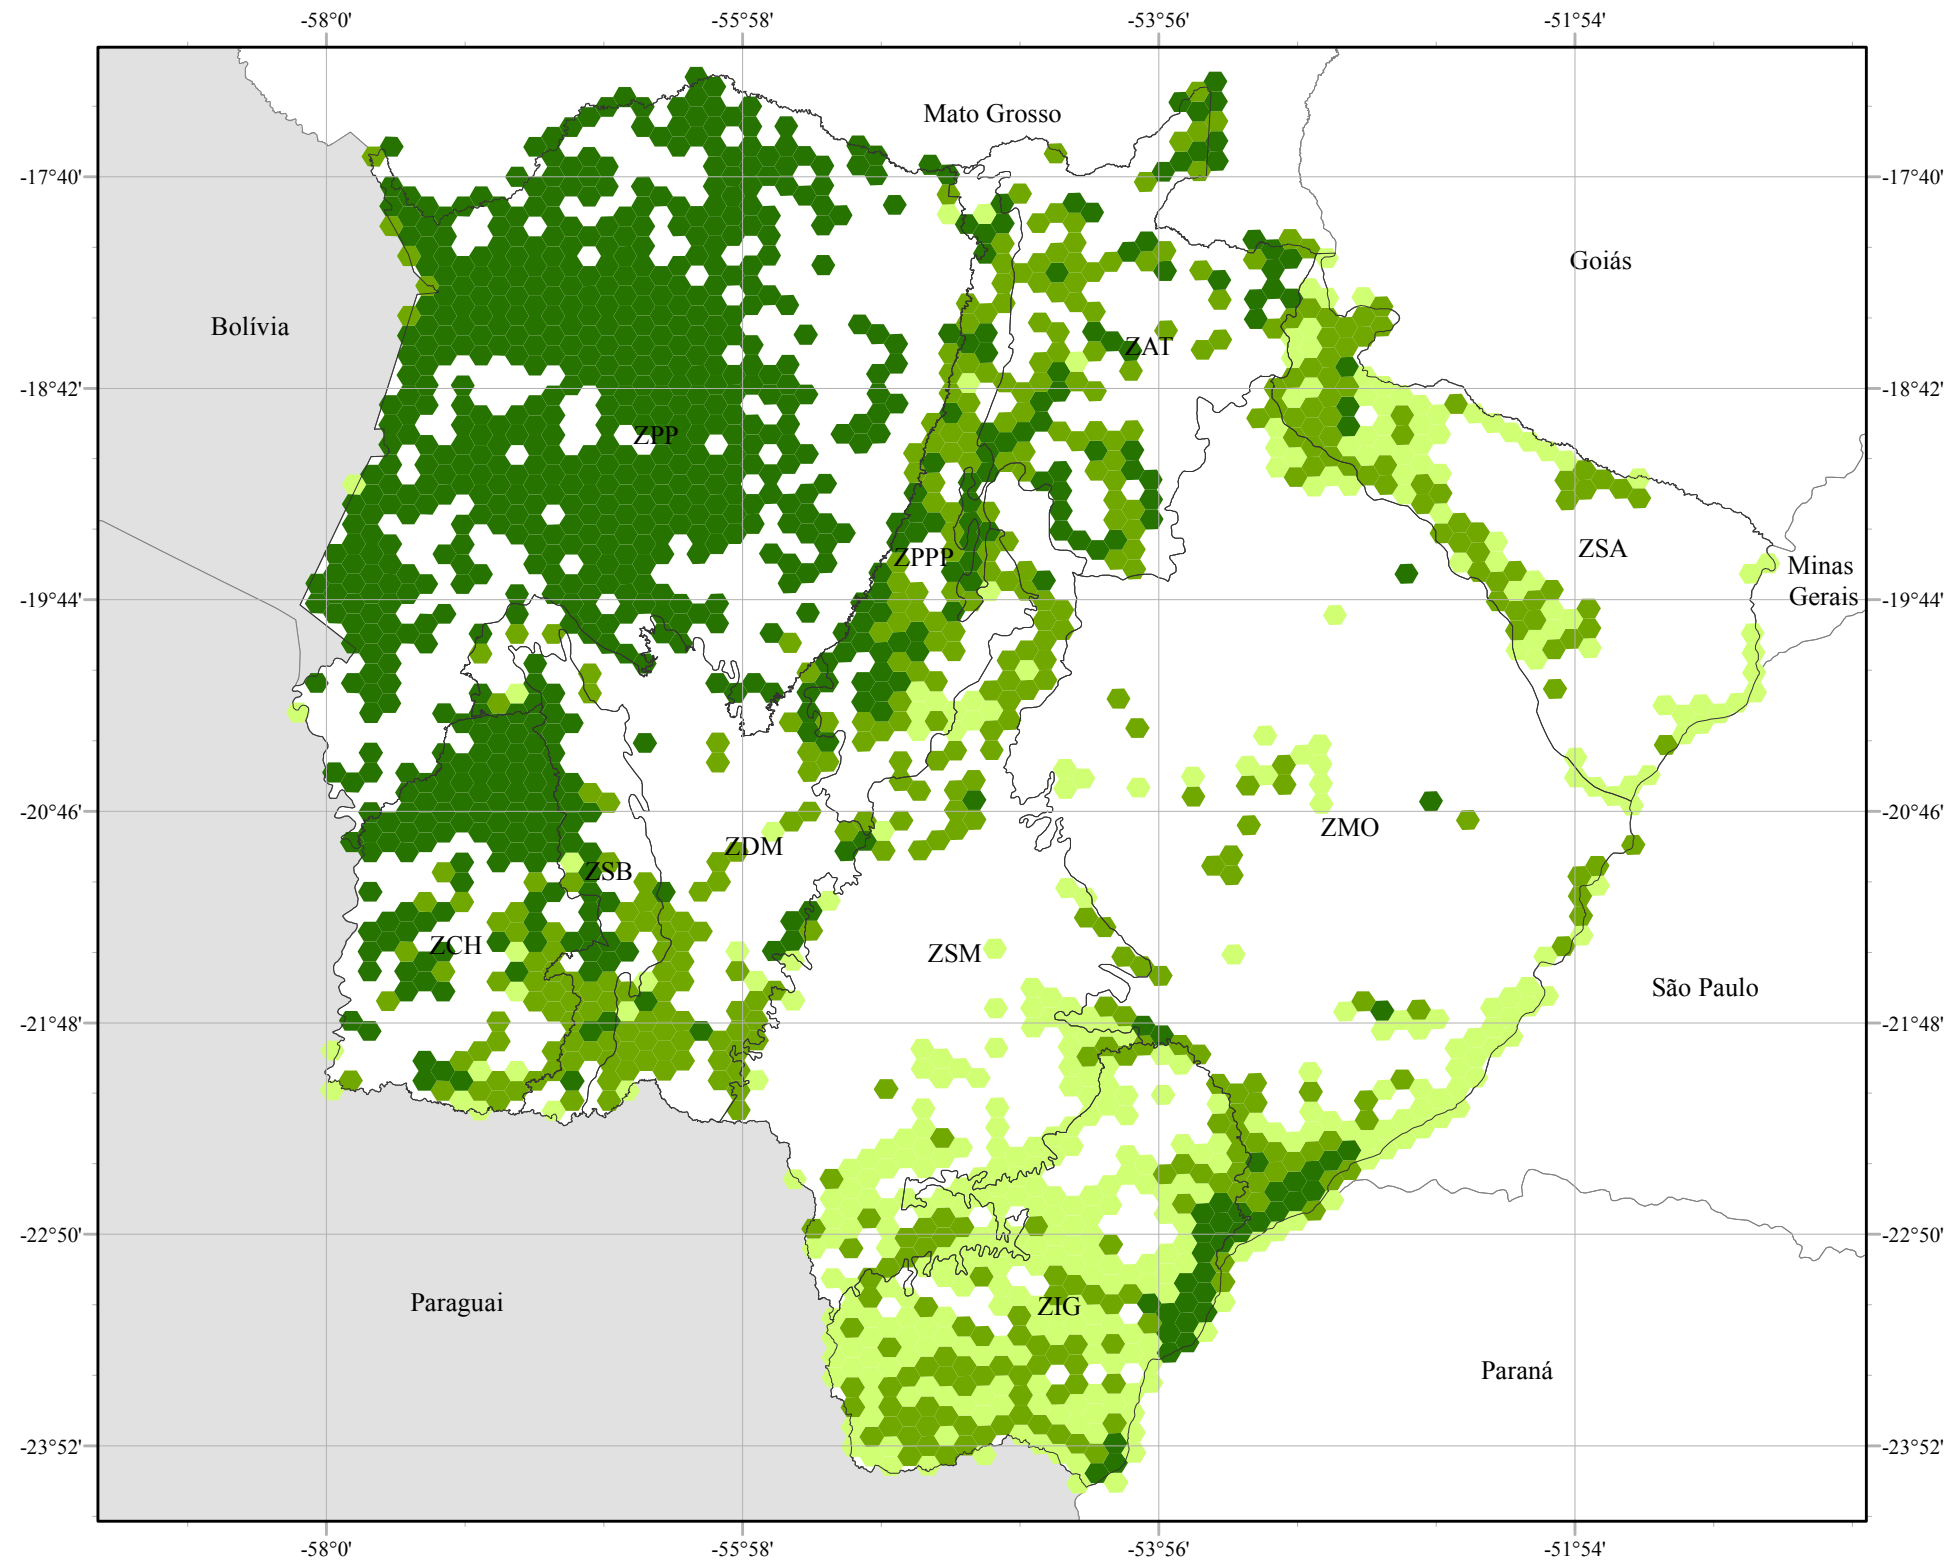 -58°0' -55°58' -53°56' -51°54'
Mato Grosso
-17°40' -17°40'
Goiás
Bolívia
ZAT
-18°42' -18°42'
ZPP
ZSA
ZPPP
Minas
Gerais
-19°44' -19°44'
-20°46' -20°46'
ZMO
ZDM
ZSB
ZCH
ZSM
São Paulo
-21°48' -21°48'
-22°50' -22°50'
Paraguai
ZIG
Paraná
-23°52' -23°52'
-58°0' -55°58' -53°56' -51°54'